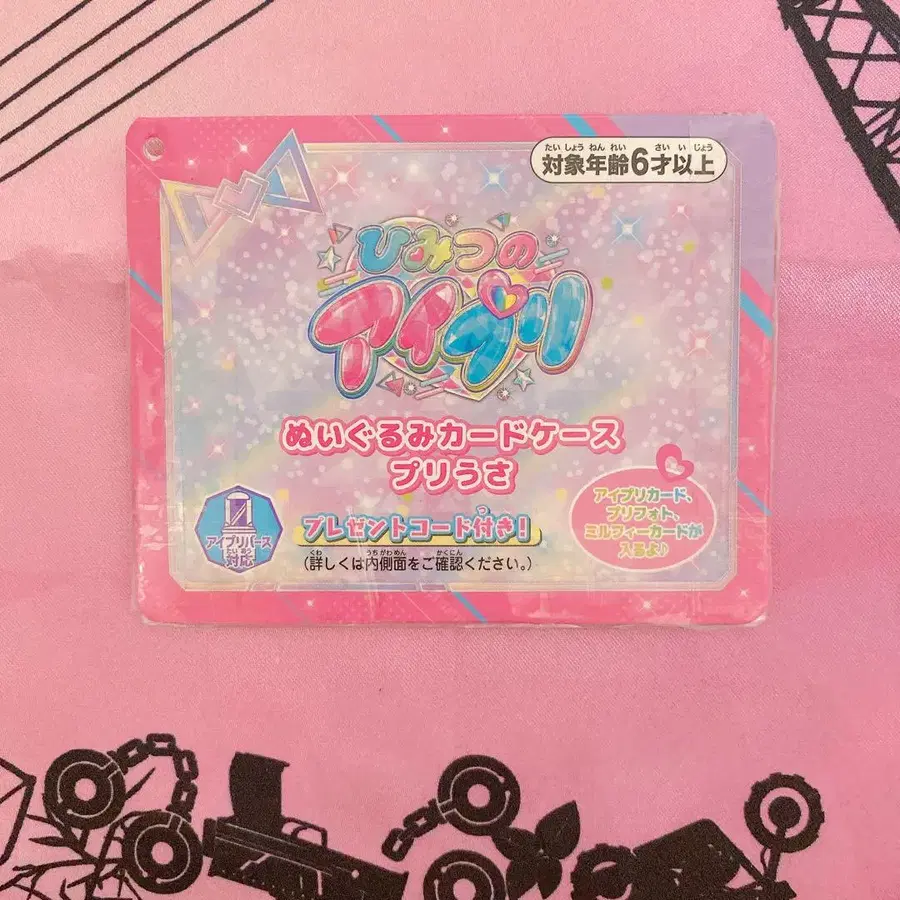 たいしょうねんれい さいいじょう
対象年齢6才以上
ひみつの
アイプリ
ぬいぐるみカードケース
プリうさ
アイプリカード、
プリフォト、
ミルフィーカードが
入るよ♪
アイプリバース
たいおう
対応
つ
プレゼントコード付き!
くわ うちがわめん かくにん
(詳しくは内側面をご確認ください。)